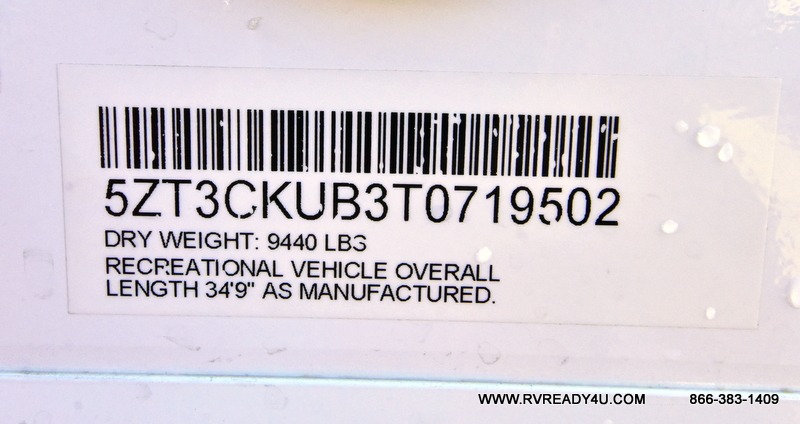 5ZT3CKUB3T0719502
DRY WEIGHT: 9440 LBS
RECREATIONAL VEHICLE OVERALL
LENGTH 34'9" AS MANUFACTURED.
WWW.RVREADY4U.COM 866-383-1409